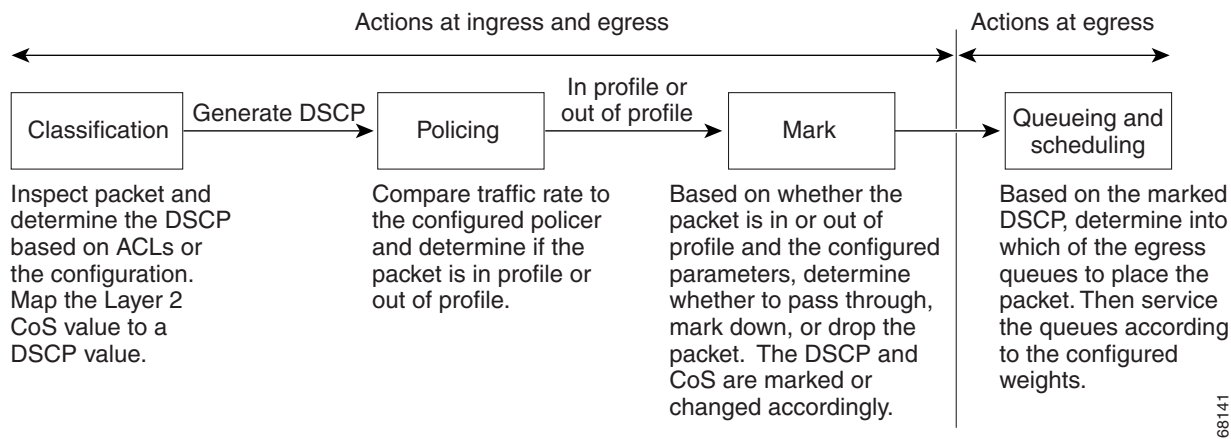 Actions at ingress and egress
Actions at egress
Classification
Generate DSCP
Policing
In profile or
out of profile
Mark
Queueing and
scheduling
Inspect packet and
determine the DSCP
based on ACLs or
the configuration.
Map the Layer 2
CoS value to a
DSCP value.
Compare traffic rate to
the configured policer
and determine if the
packet is in profile or
out of profile.
Based on whether the
packet is in or out of
profile and the configured
parameters, determine
whether to pass through,
mark down, or drop the
packet.  The DSCP and
CoS are marked or
changed accordingly.
Based on the marked
DSCP, determine into
which of the egress
queues to place the
packet. Then service
the queues according
to the configured
weights.
68141